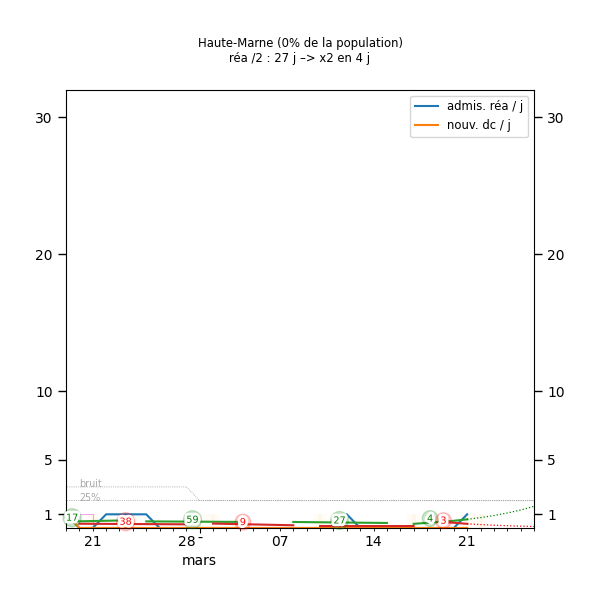 Haute-Marne (0% de la population)
réa /2 : 27 j –> x2 en 4 j
admis. réa / j
nouv. dc / j
30 30
20 20
10 10
5 5
bruit
25%
1 17 38 59 9 27 4 3 1
21 28 07 14 21
mars